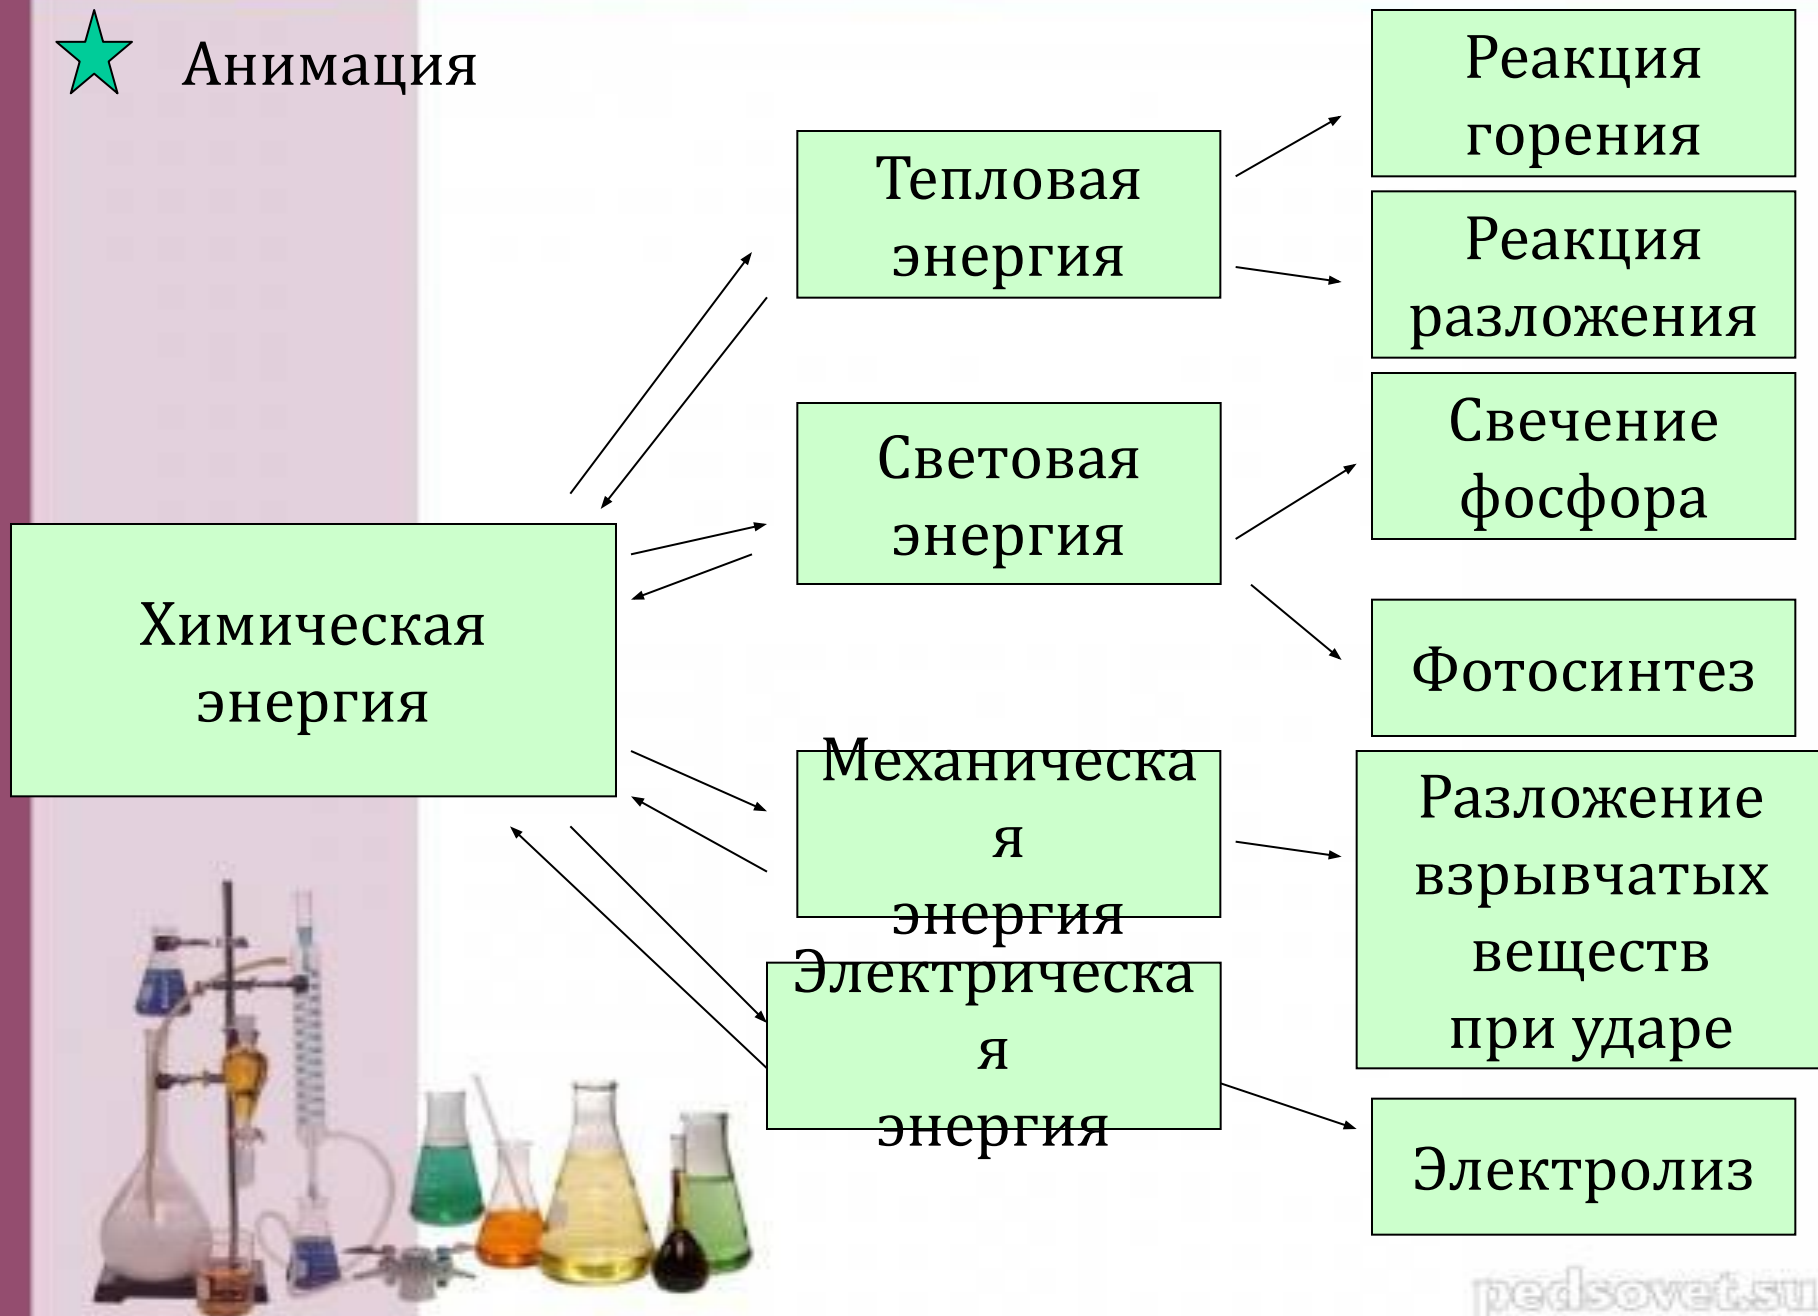 Анимация
Реакция
горения
Тепловая
энергия
Реакция
разложения
Свечение
фосфора
Световая
энергия
Химическая
энергия
Фотосинтез
Механическа
я
энергия
Разложение
взрывчатых
веществ
при ударе
Электрическа
я
энергия
Электролиз
pedsovet.su